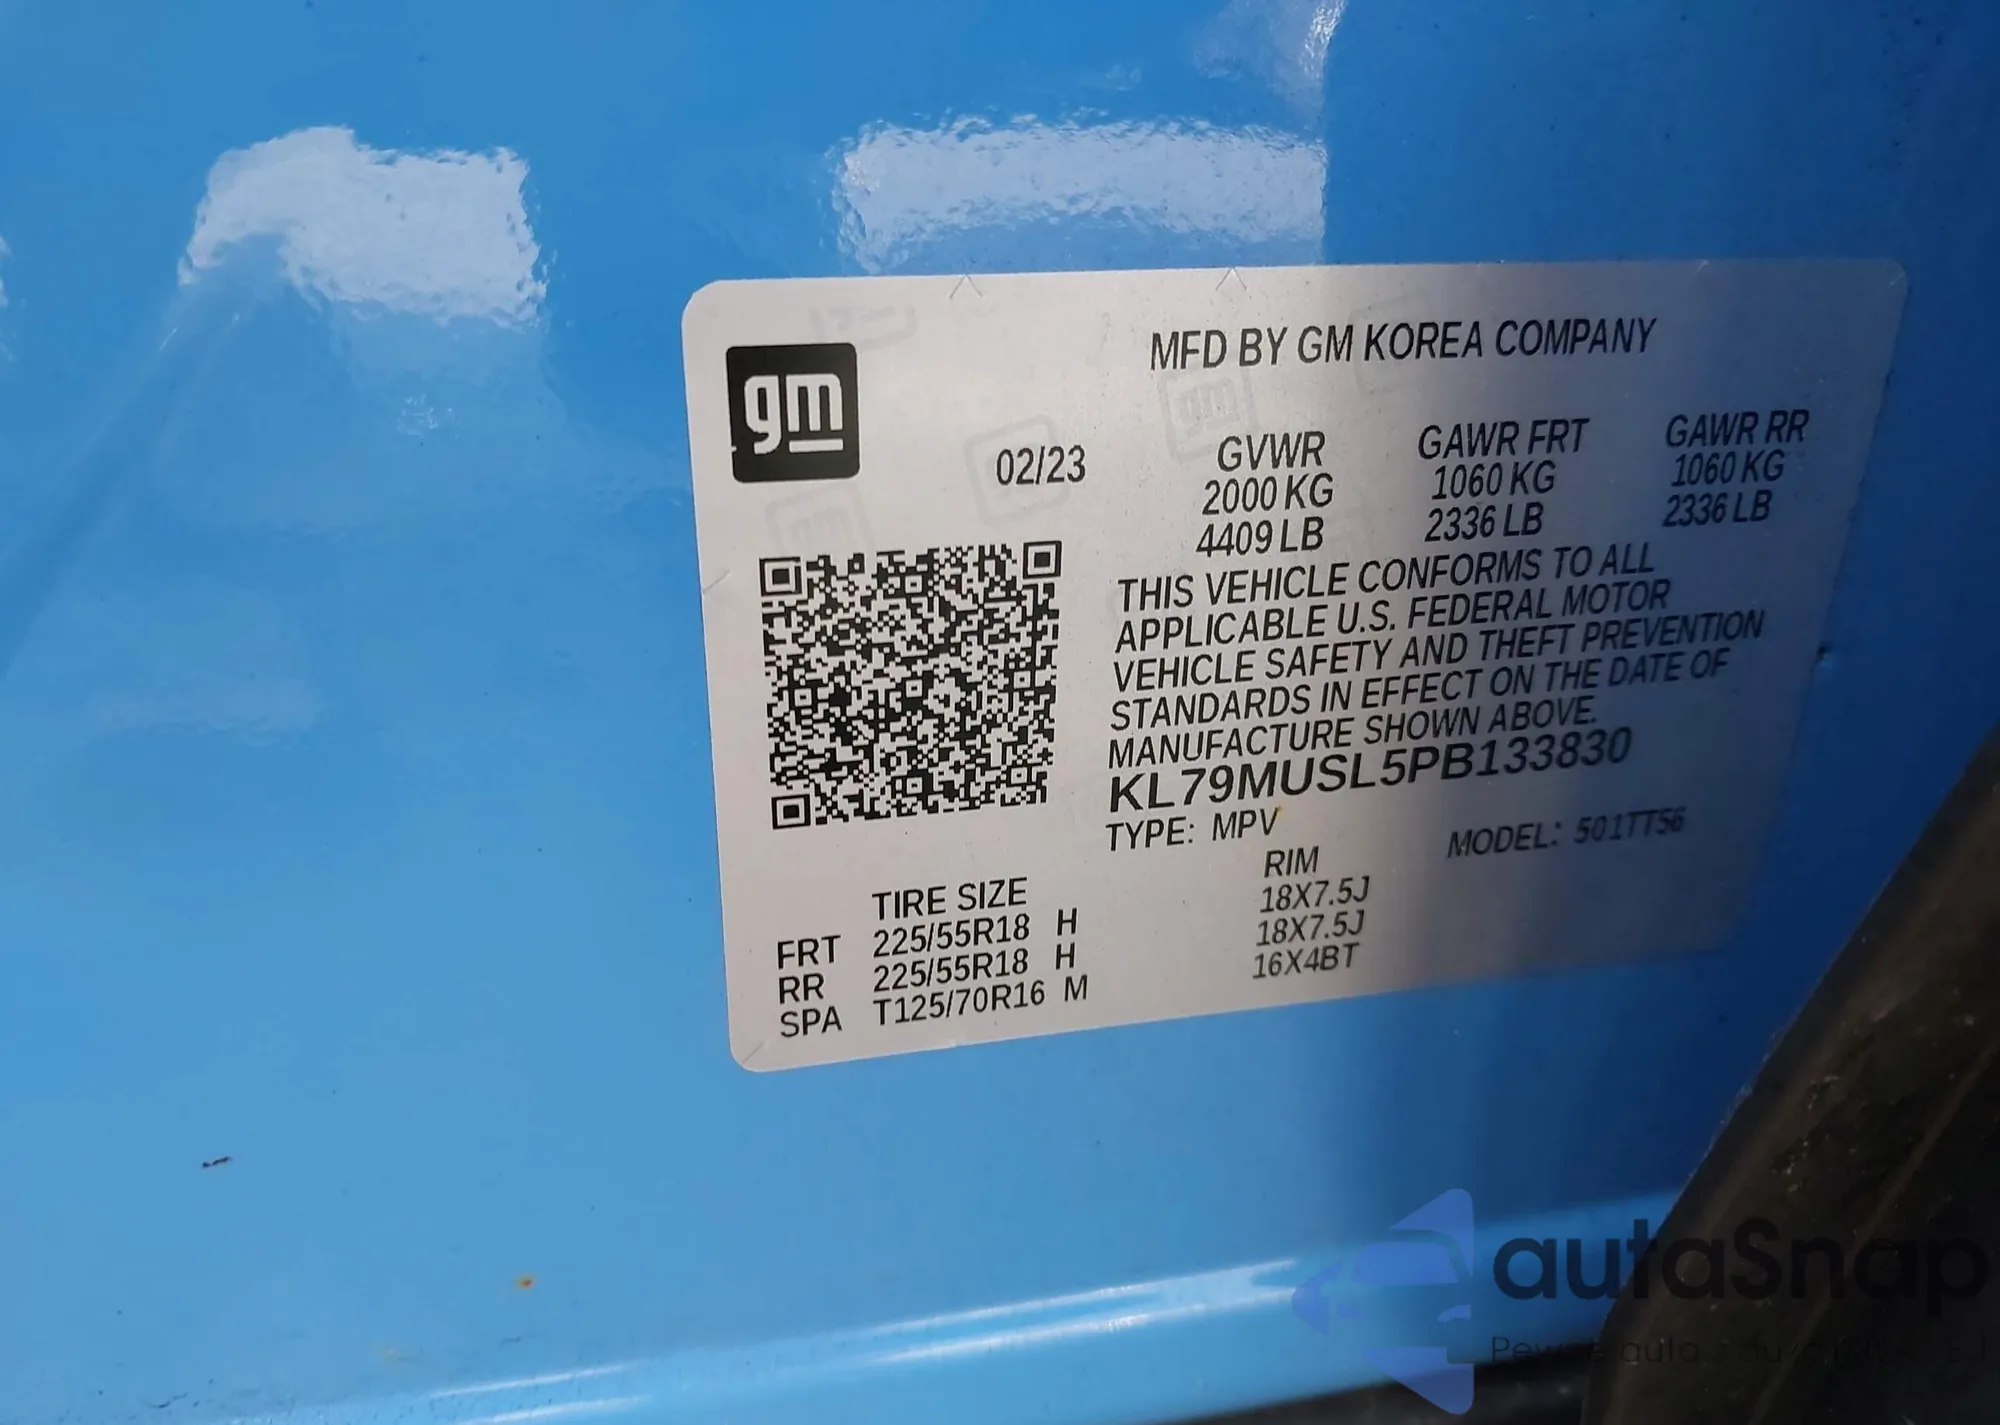 gm
MFD BY GM KOREA COMPANY
02/23
GVWR GAWR FRT GAWR RR
2000 KG 1060 KG 1060 KG
4409 LB 2336 LB 2336 LB
THIS VEHICLE CONFORMS TO ALL
APPLICABLE U.S. FEDERAL MOTOR
VEHICLE SAFETY AND THEFT PREVENTION
STANDARDS IN EFFECT ON THE DATE OF
MANUFACTURE SHOWN ABOVE.
KL79MUSL5PB133830
TYPE: MPV MODEL: 501TT56
TIRE SIZE RIM
FRT 225/55R18 H 18X7.5J
RR 225/55R18 H 18X7.5J
SPA T125/70R16 M 16X4BT
autaSnap
auta